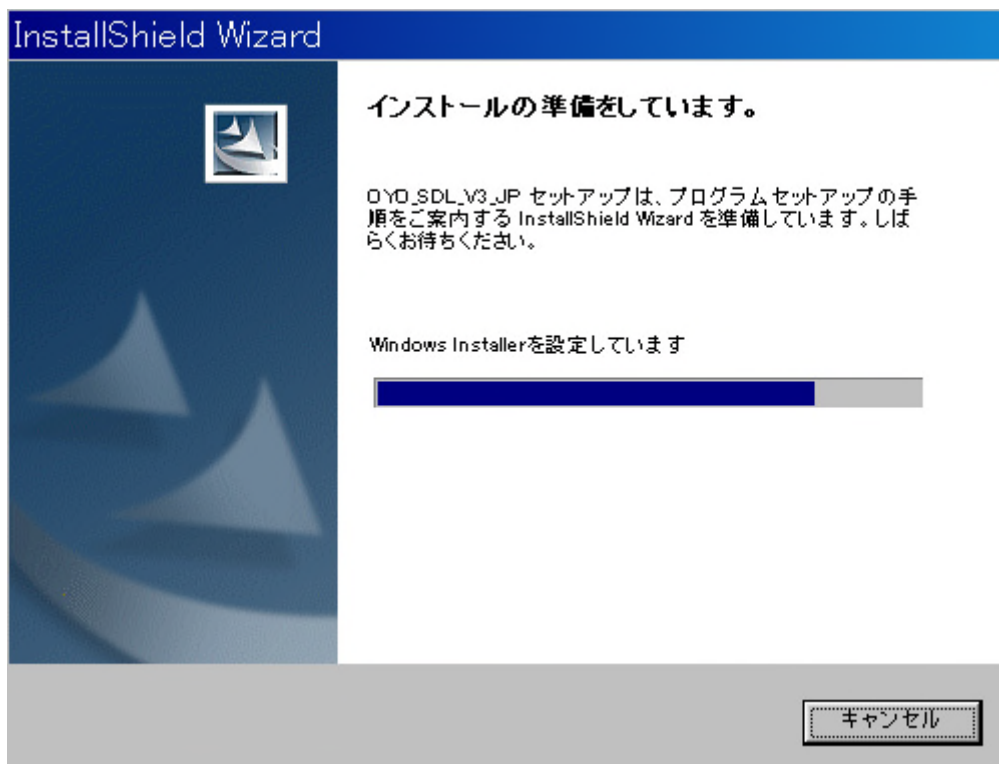 InstallShield Wizard
インストールの準備をしています。
OYO_SDL_V3_JP セットアップは、プログラムセットアップの手
順をご案内する InstallShield Wizard を準備しています。しば
らくお待ちください。
Windows Installerを設定しています
キャンセル